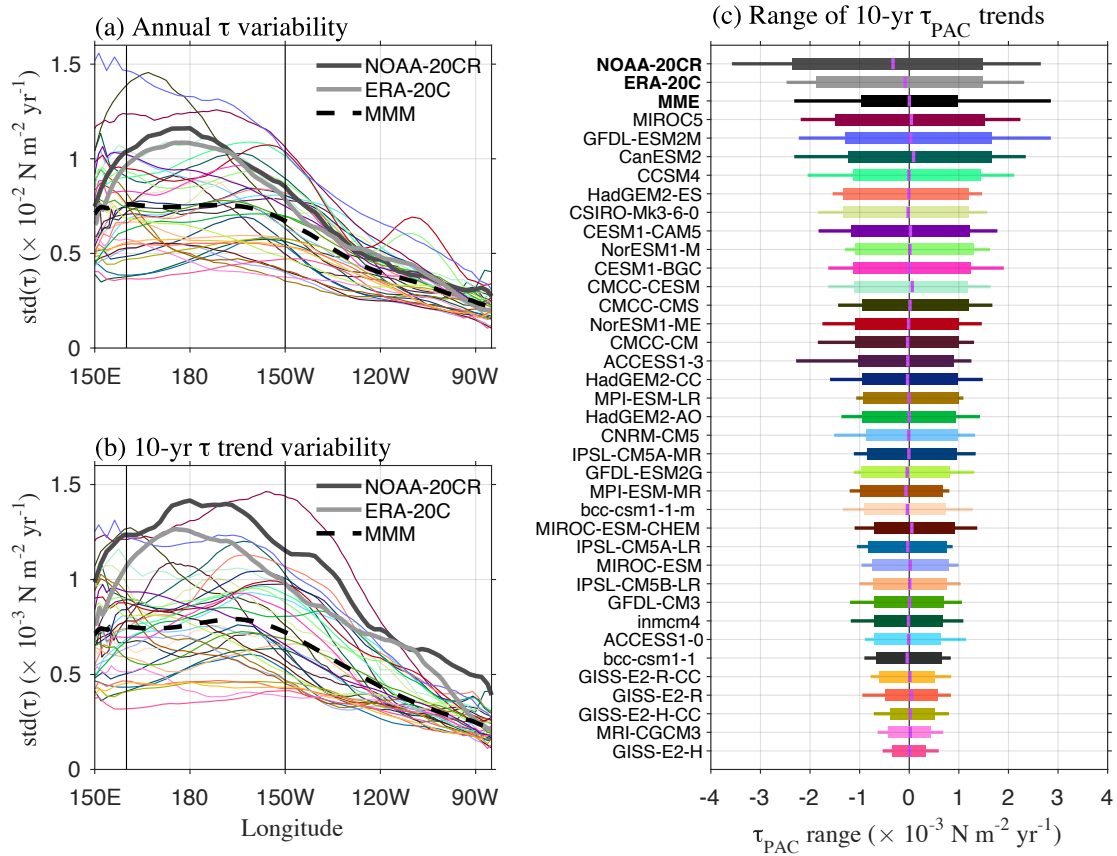 (a) Annual τ variability
1.5
1
0.5
0
std(τ) (× 10⁻² N m⁻² yr⁻¹)
NOAA-20CR
ERA-20C
MMM
150E 180 150W 120W 90W
(b) 10-yr τ trend variability
1.5
1
0.5
0
std(τ) (× 10⁻³ N m⁻² yr⁻¹)
NOAA-20CR
ERA-20C
MMM
150E 180 150W 120W 90W
Longitude
(c) Range of 10-yr τ_PAC trends
NOAA-20CR
ERA-20C
MME
MIROC5
GFDL-ESM2M
CanESM2
CCSM4
HadGEM2-ES
CSIRO-Mk3-6-0
CESM1-CAM5
NorESM1-M
CESM1-BGC
CMCC-CESM
CMCC-CMS
NorESM1-ME
CMCC-CM
ACCESS1-3
HadGEM2-CC
MPI-ESM-LR
HadGEM2-AO
CNRM-CM5
IPSL-CM5A-MR
GFDL-ESM2G
MPI-ESM-MR
bcc-csm1-1-m
MIROC-ESM-CHEM
IPSL-CM5A-LR
MIROC-ESM
IPSL-CM5B-LR
GFDL-CM3
inmcm4
ACCESS1-0
bcc-csm1-1
GISS-E2-R-CC
GISS-E2-R
GISS-E2-H-CC
MRI-CGCM3
GISS-E2-H
-4 -3 -2 -1 0 1 2 3 4
τ_PAC range (× 10⁻³ N m⁻² yr⁻¹)